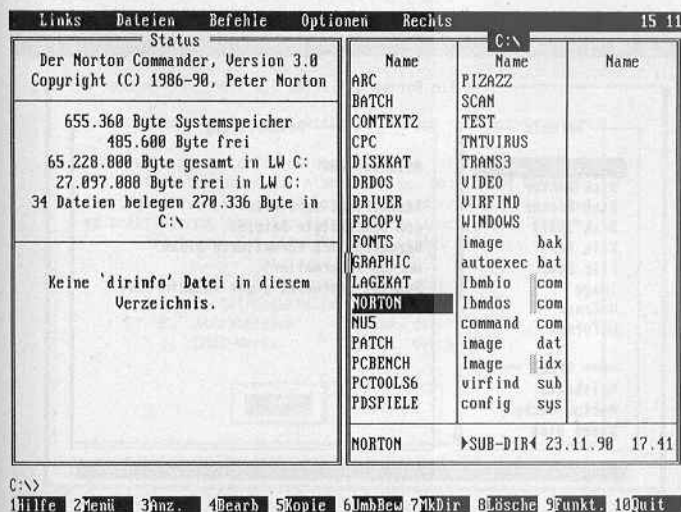 Links Dateien Befehle Optionen Rechts 15 11
Status
Der Norton Commander, Version 3.0
Copyright (C) 1986-90, Peter Norton
655.360 Byte Systemspeicher
485.600 Byte frei
65.228.800 Byte gesamt in LW C:
27.097.088 Byte frei in LW C:
34 Dateien belegen 270.336 Byte in
C:\
Keine 'dirinfo' Datei in diesem
Verzeichnis.
C:\
Name Name Name
ARC PIZAZZ
BATCH SCAN
CONTEXT2 TEST
CPC TNTVIRUS
DISKKAT TRANS3
DRDOS VIDEO
DRIVER VIRFIND
FBCOPY WINDOWS
FONTS image bak
GRAPHIC autoexec bat
LAGEKAT Ibmbio com
NORTON Ibmdos com
NU5 command com
PATCH image dat
PCBENCH Image idx
PCTOOLS6 virfind sub
PDSPIELE config sys
NORTON ►SUB-DIR◄ 23.11.90 17.41
C:\>
1Hilfe 2Menü 3Anz. 4Bearb 5Kopie 6UmbBew 7MkDir 8Lösche 9Funkt. 10Quit